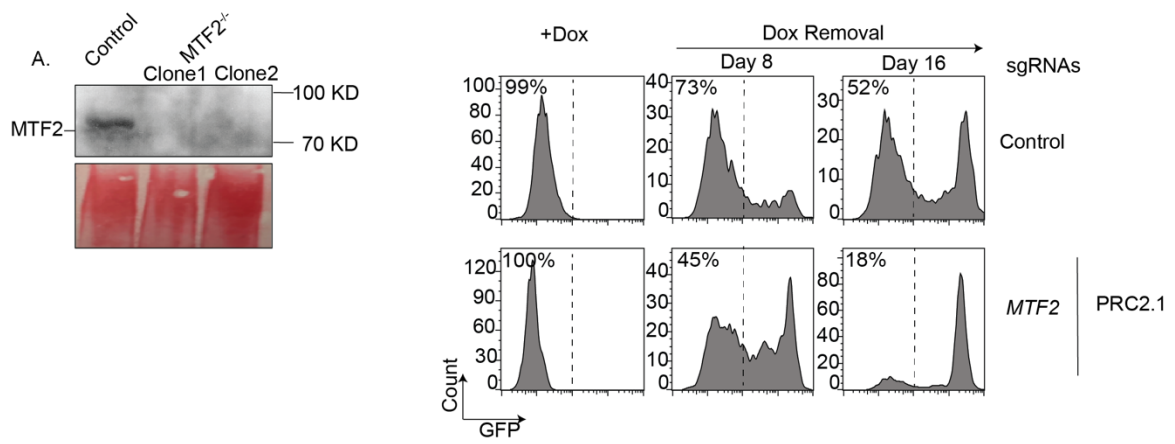 A.
Control
MTF2-/-
Clone1 Clone2
MTF2
100 KD
70 KD
+Dox
Dox Removal
Day 8
Day 16
sgRNAs
100
80
60
40
20
0
99%
40
30
20
10
0
73%
30
20
10
0
52%
Control
120
90
60
30
0
100%
40
30
20
10
0
45%
80
60
40
20
0
18%
MTF2
PRC2.1
Count
GFP